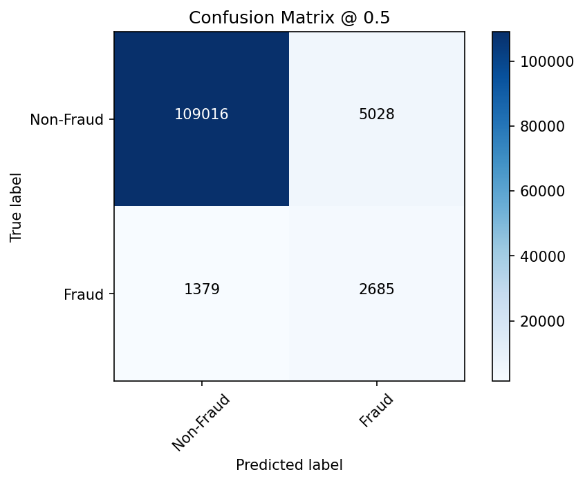 Confusion Matrix @ 0.5
True label
Non-Fraud
Fraud
109016
5028
1379
2685
Non-Fraud
Fraud
Predicted label
100000
80000
60000
40000
20000